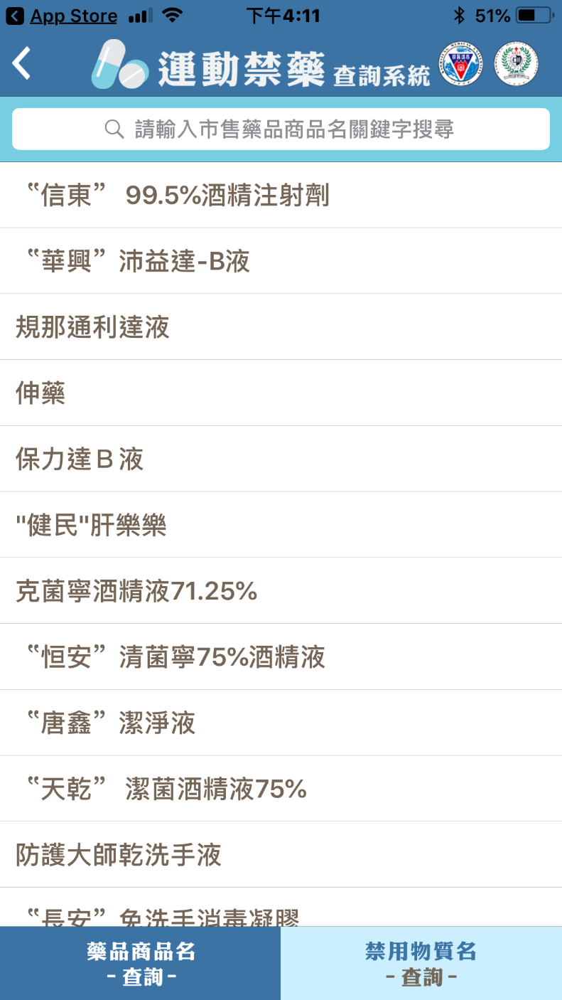 App Store 下午4:11 51%
運動禁藥 查詢系統
請輸入市售藥品商品名關鍵字搜尋
〝信東〞 99.5%酒精注射劑
〝華興〞沛益達-B液
規那通利達液
伸藥
保力達Ｂ液
"健民"肝樂樂
克菌寧酒精液71.25%
〝恒安〞清菌寧75%酒精液
〝唐鑫〞潔淨液
〝天乾〞 潔菌酒精液75%
防護大師乾洗手液
〝長安〞免洗手消毒凝膠
藥品商品名
-查詢-
禁用物質名
-查詢-